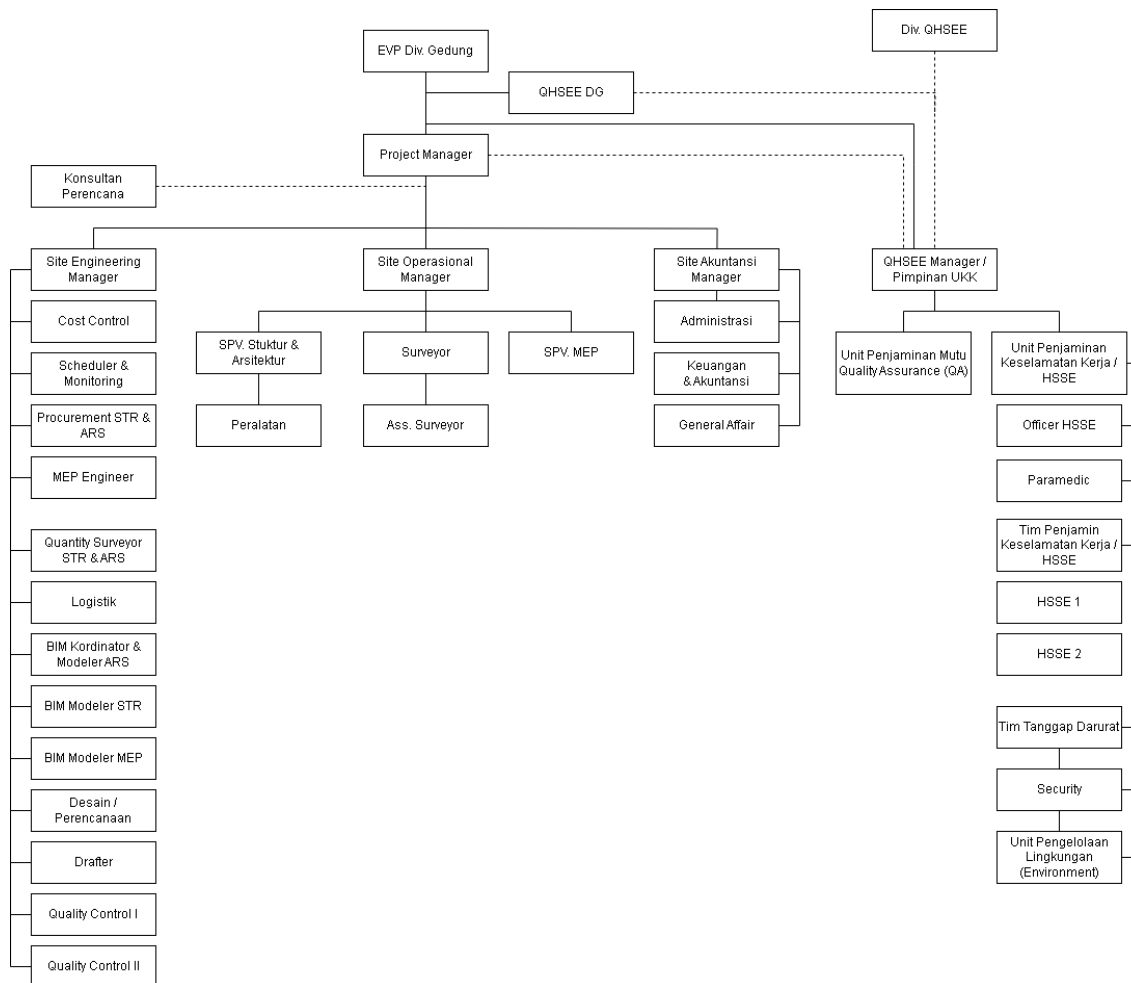 Div. QHSEE
EVP Div. Gedung
QHSEE DG
Project Manager
Konsultan
Perencana
Site Engineering
Manager
Site Operasional
Manager
Site Akuntansi
Manager
QHSEE Manager /
Pimpinan UKK
Cost Control
Scheduler &
Monitoring
Procurement STR &
ARS
MEP Engineer
Quantity Surveyor
STR & ARS
Logistik
BIM Kordinator &
Modeler ARS
BIM Modeler STR
BIM Modeler MEP
Desain /
Perencanaan
Drafter
Quality Control I
Quality Control II
SPV. Stuktur &
Arsitektur
Peralatan
Surveyor
Ass. Surveyor
SPV. MEP
Administrasi
Keuangan
& Akuntansi
General Affair
Unit Penjaminan Mutu
Quality Assurance (QA)
Unit Penjaminan
Keselamatan Kerja /
HSSE
Officer HSSE
Paramedic
Tim Penjamin
Keselamatan Kerja /
HSSE
HSSE 1
HSSE 2
Tim Tanggap Darurat
Security
Unit Pengelolaan
Lingkungan
(Environment)